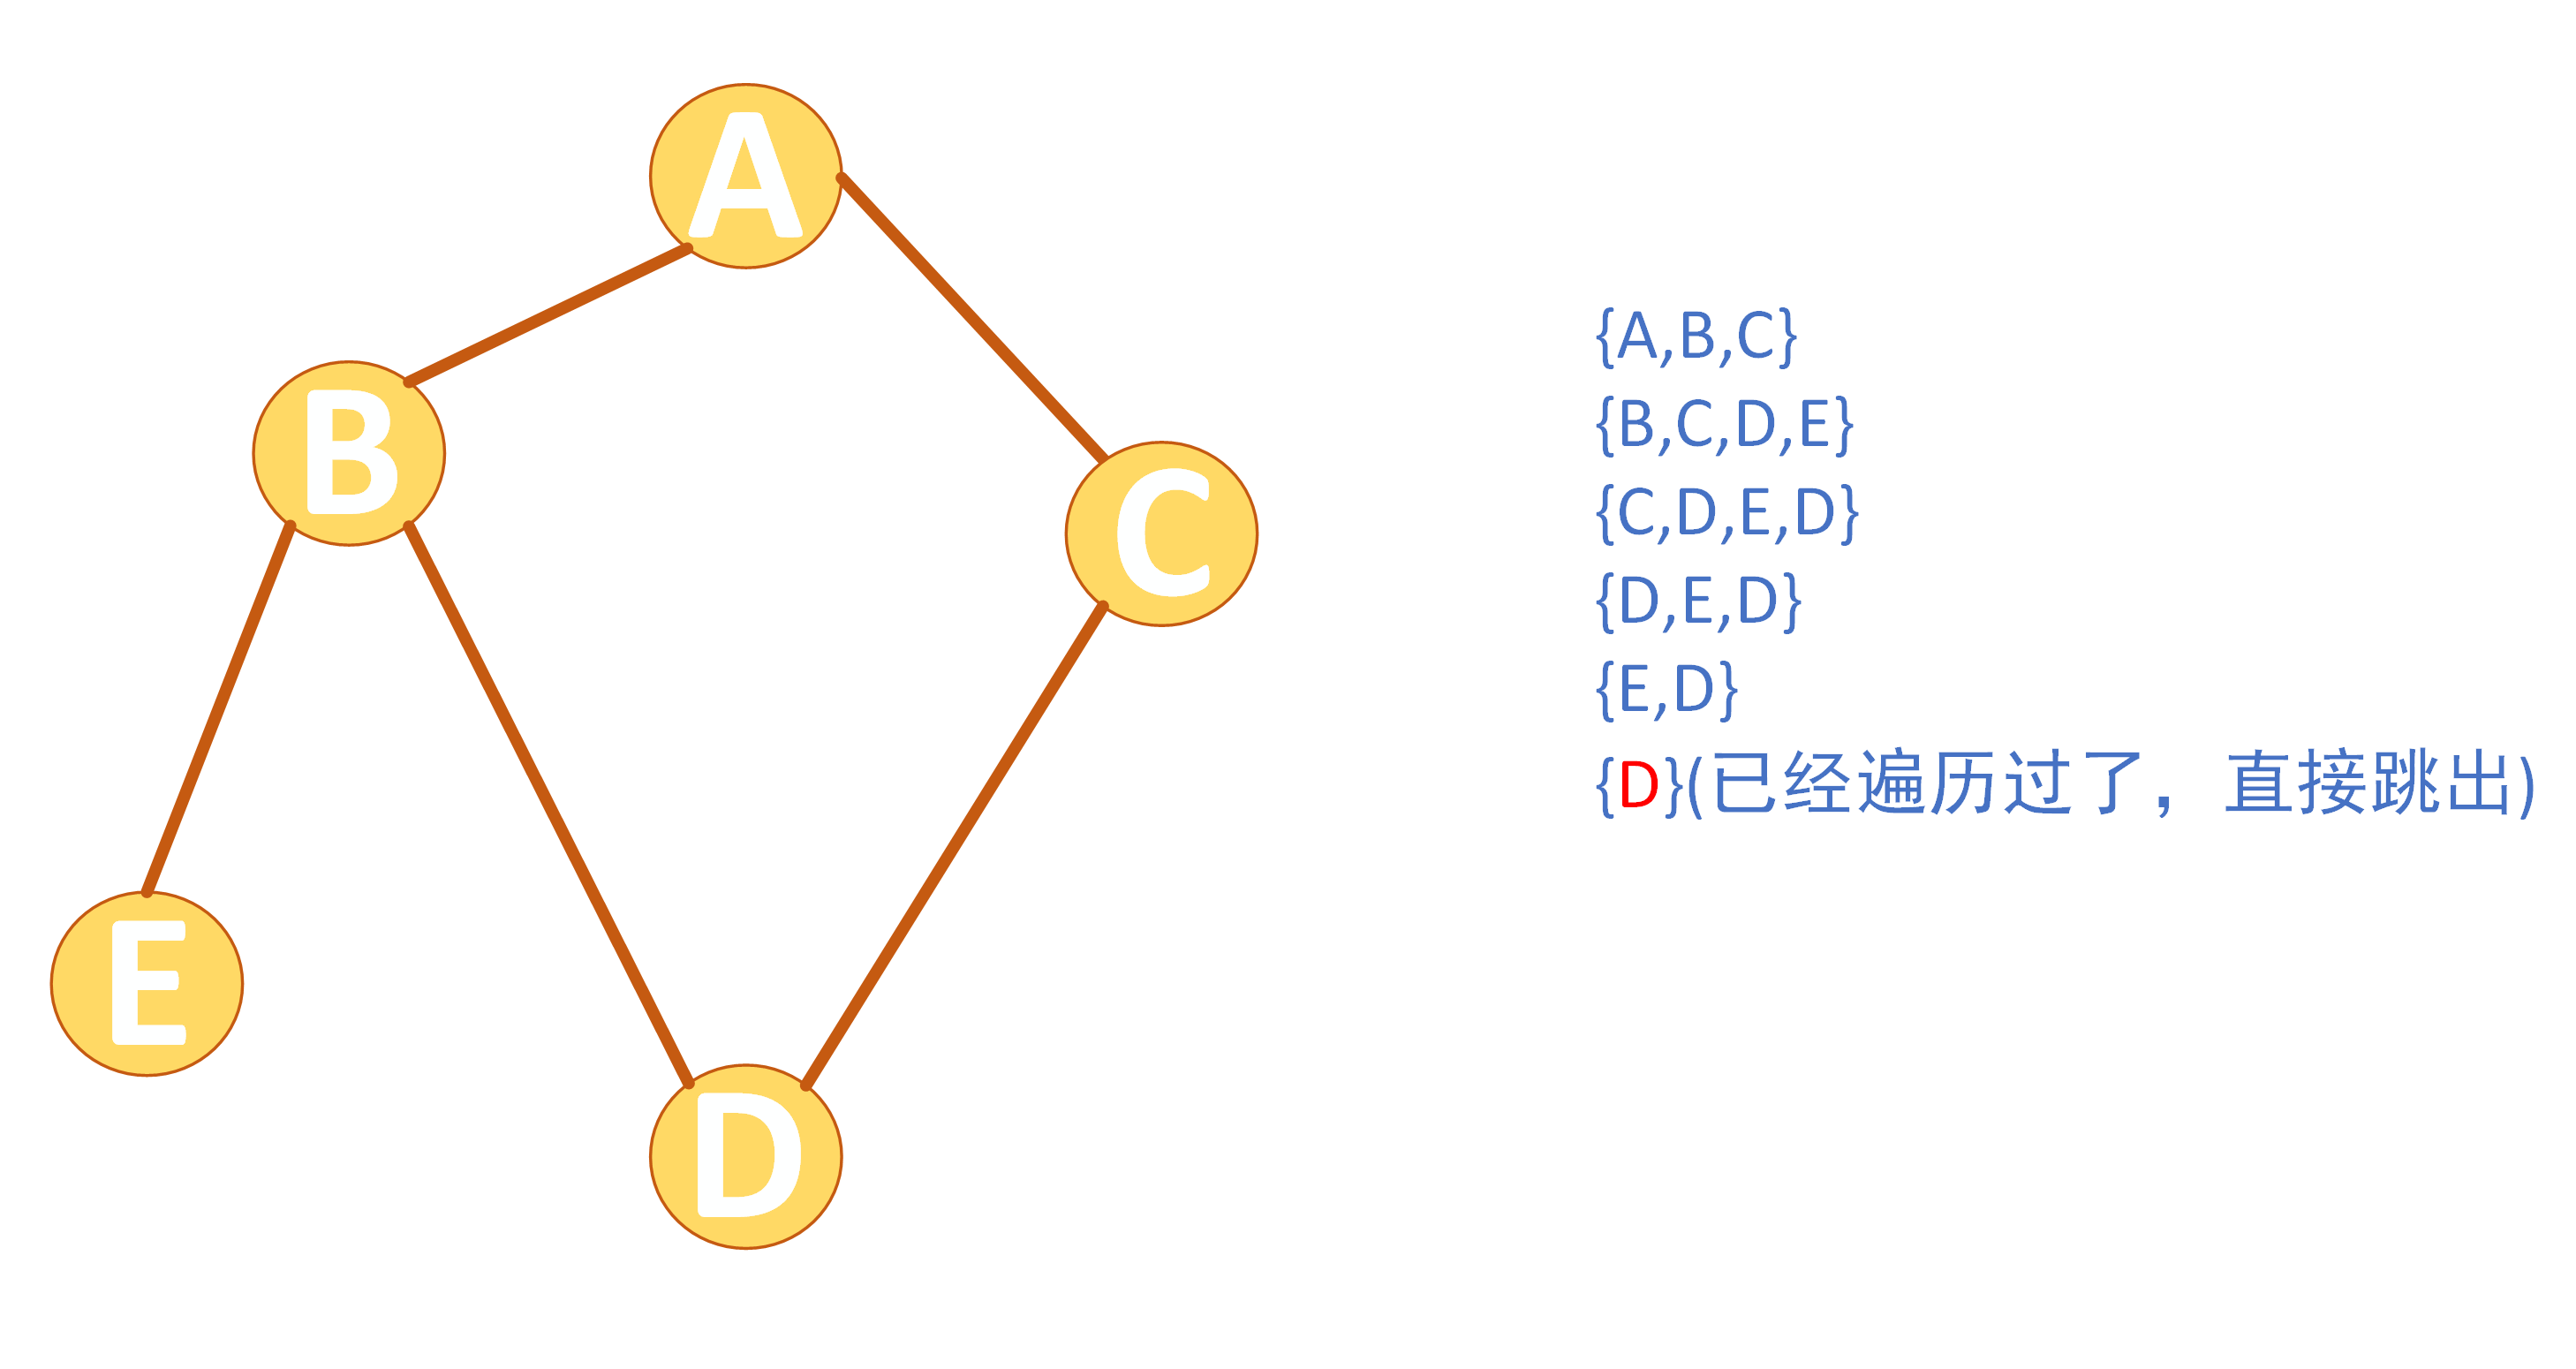 A
B
C
E
D
{A,B,C}
{B,C,D,E}
{C,D,E,D}
{D,E,D}
{E,D}
{D}(已经遍历过了，直接跳出)